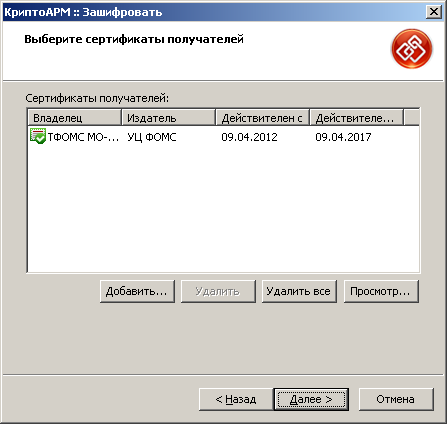 КриптоАРМ :: Зашифровать
Выберите сертификаты получателей
Сертификаты получателей:
Владелец Издатель Действителен с Действителе...
ТФОМС МО-... УЦ ФОМС 09.04.2012 09.04.2017
Добавить... Удалить Удалить все Просмотр...
< Назад Далее > Отмена